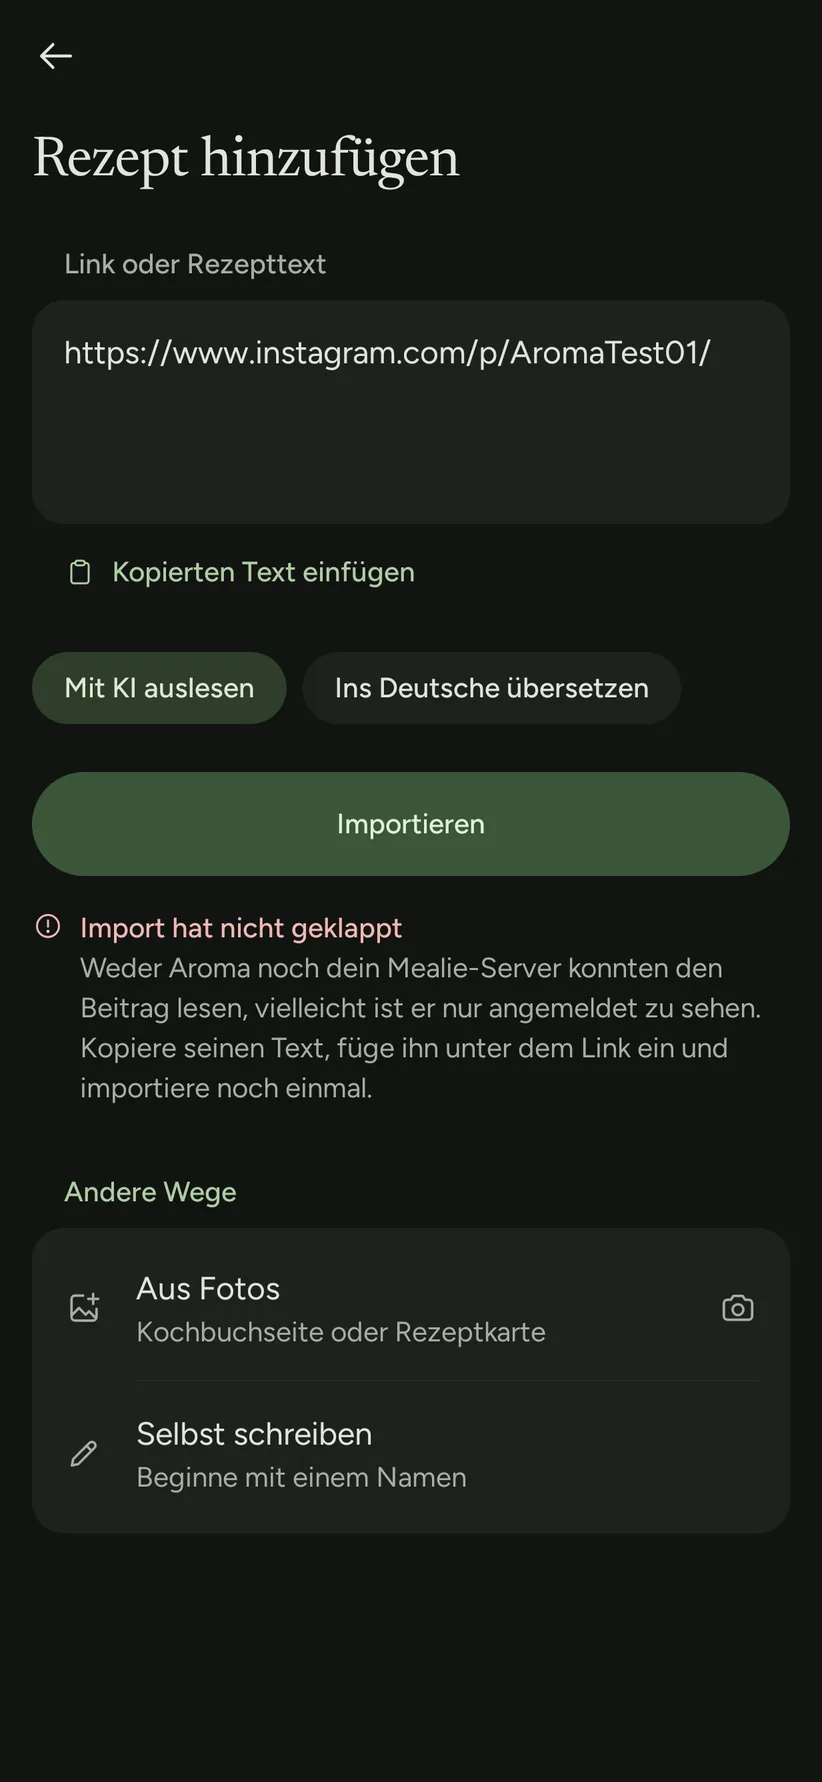 Rezept hinzufügen
Link oder Rezepttext
https://www.instagram.com/p/AromaTest01/
Kopierten Text einfügen
Mit KI auslesen
Ins Deutsche übersetzen
Importieren
Import hat nicht geklappt
Weder Aroma noch dein Mealie-Server konnten den
Beitrag lesen, vielleicht ist er nur angemeldet zu sehen.
Kopiere seinen Text, füge ihn unter dem Link ein und
importiere noch einmal.
Andere Wege
Aus Fotos
Kochbuchseite oder Rezeptkarte
Selbst schreiben
Beginne mit einem Namen